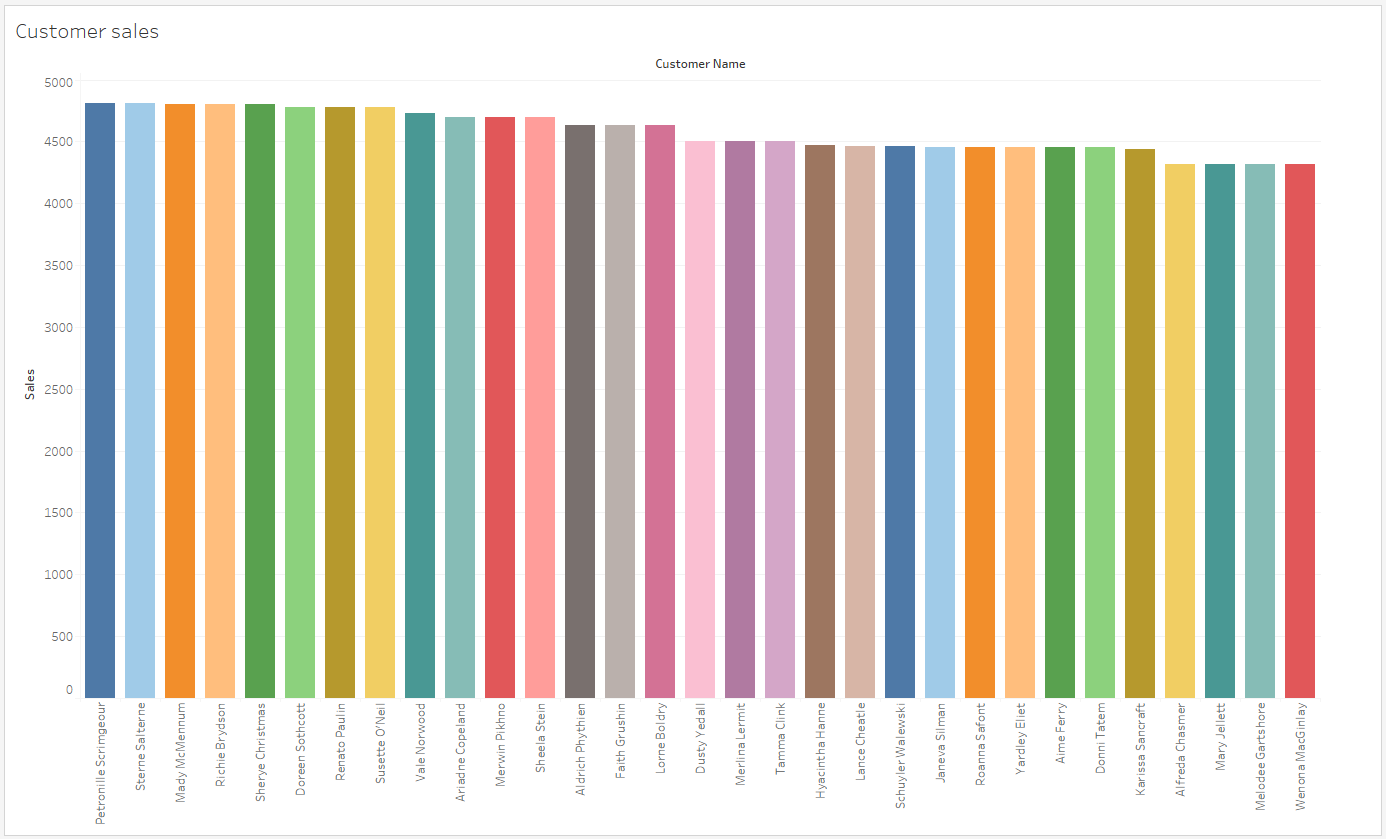 Customer sales
Customer Name
5000
4500
4000
3500
3000
2500
2000
1500
1000
500
0
Sales
Petronille Scrimgeour
Sterne Salterne
Mady McMennum
Richie Brydson
Sherye Christmas
Doreen Sothcott
Renato Paulin
Susette O'Neil
Vale Norwood
Ariadne Copeland
Merwin Pikhno
Sheela Stein
Aldrich Phythien
Faith Grushin
Lorne Boldry
Dusty Yedall
Merlina Lermit
Tamma Clink
Hyacintha Hanne
Lance Cheatle
Schuyler Walewski
Janeva Silman
Roanna Safont
Yardley Eliet
Aime Ferry
Donni Tatem
Karissa Sancraft
Alfreda Chasmer
Mary Jellett
Melodee Gartshore
Wenona MacGinlay